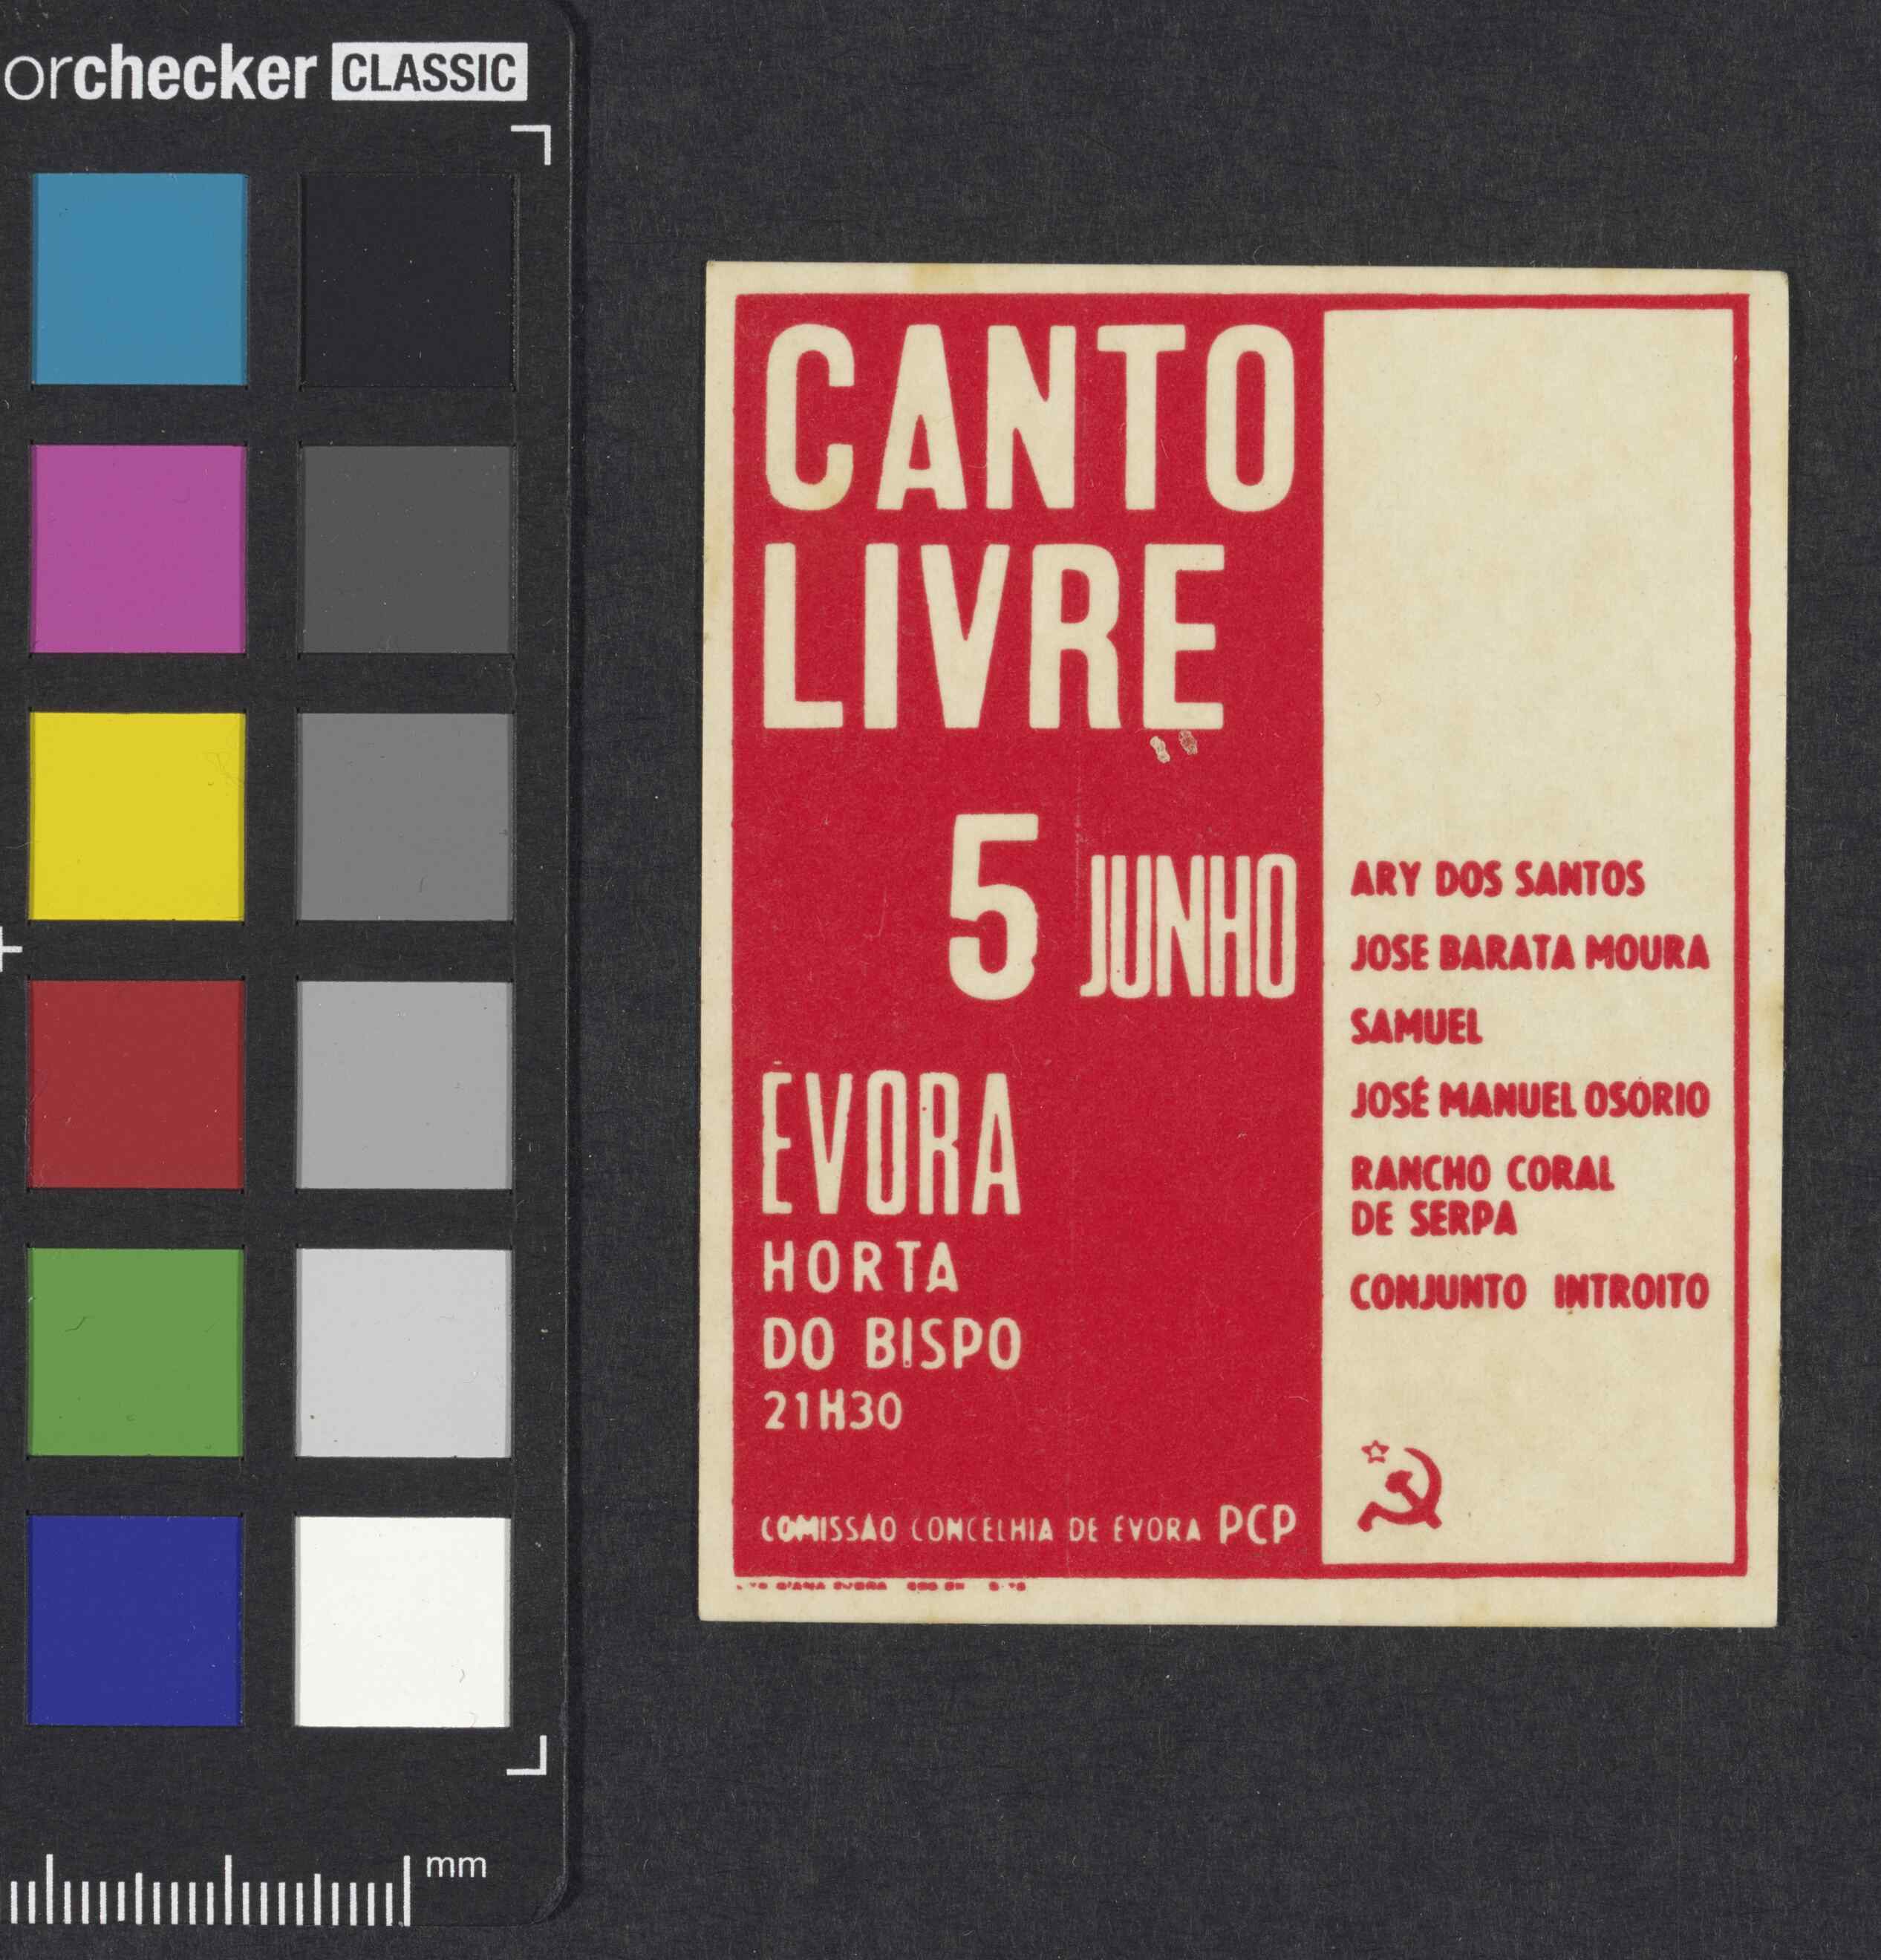 orchecker CLASSIC
mm
CANTO
LIVRE
5 JUNHO
EVORA
HORTA
DO BISPO
21H30
COMISSÃO CONCELHIA DE EVORA PCP
ARY DOS SANTOS
JOSE BARATA MOURA
SAMUEL
JOSÉ MANUEL OSÓRIO
RANCHO CORAL
DE SERPA
CONJUNTO INTROITO